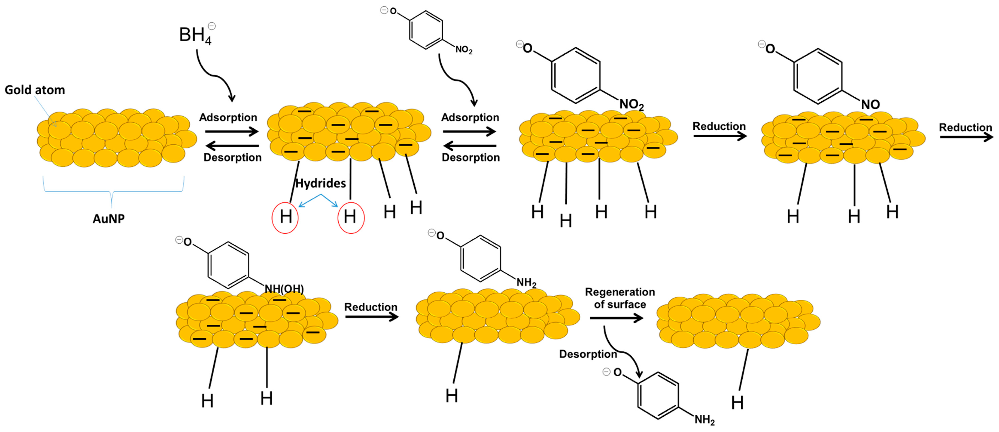 ⊖O
NO2
BH4⊖
⊖O
NO2
⊖O
NO
Gold atom
Adsorption
Desorption
Adsorption
Desorption
Reduction
Reduction
Hydrides
H
H
H
H
H
H
H
H
H
H
H
AuNP
⊖O
NH(OH)
⊖O
NH2
Reduction
Regeneration
of surface
Desorption
⊖O
NH2
H
H
H
H